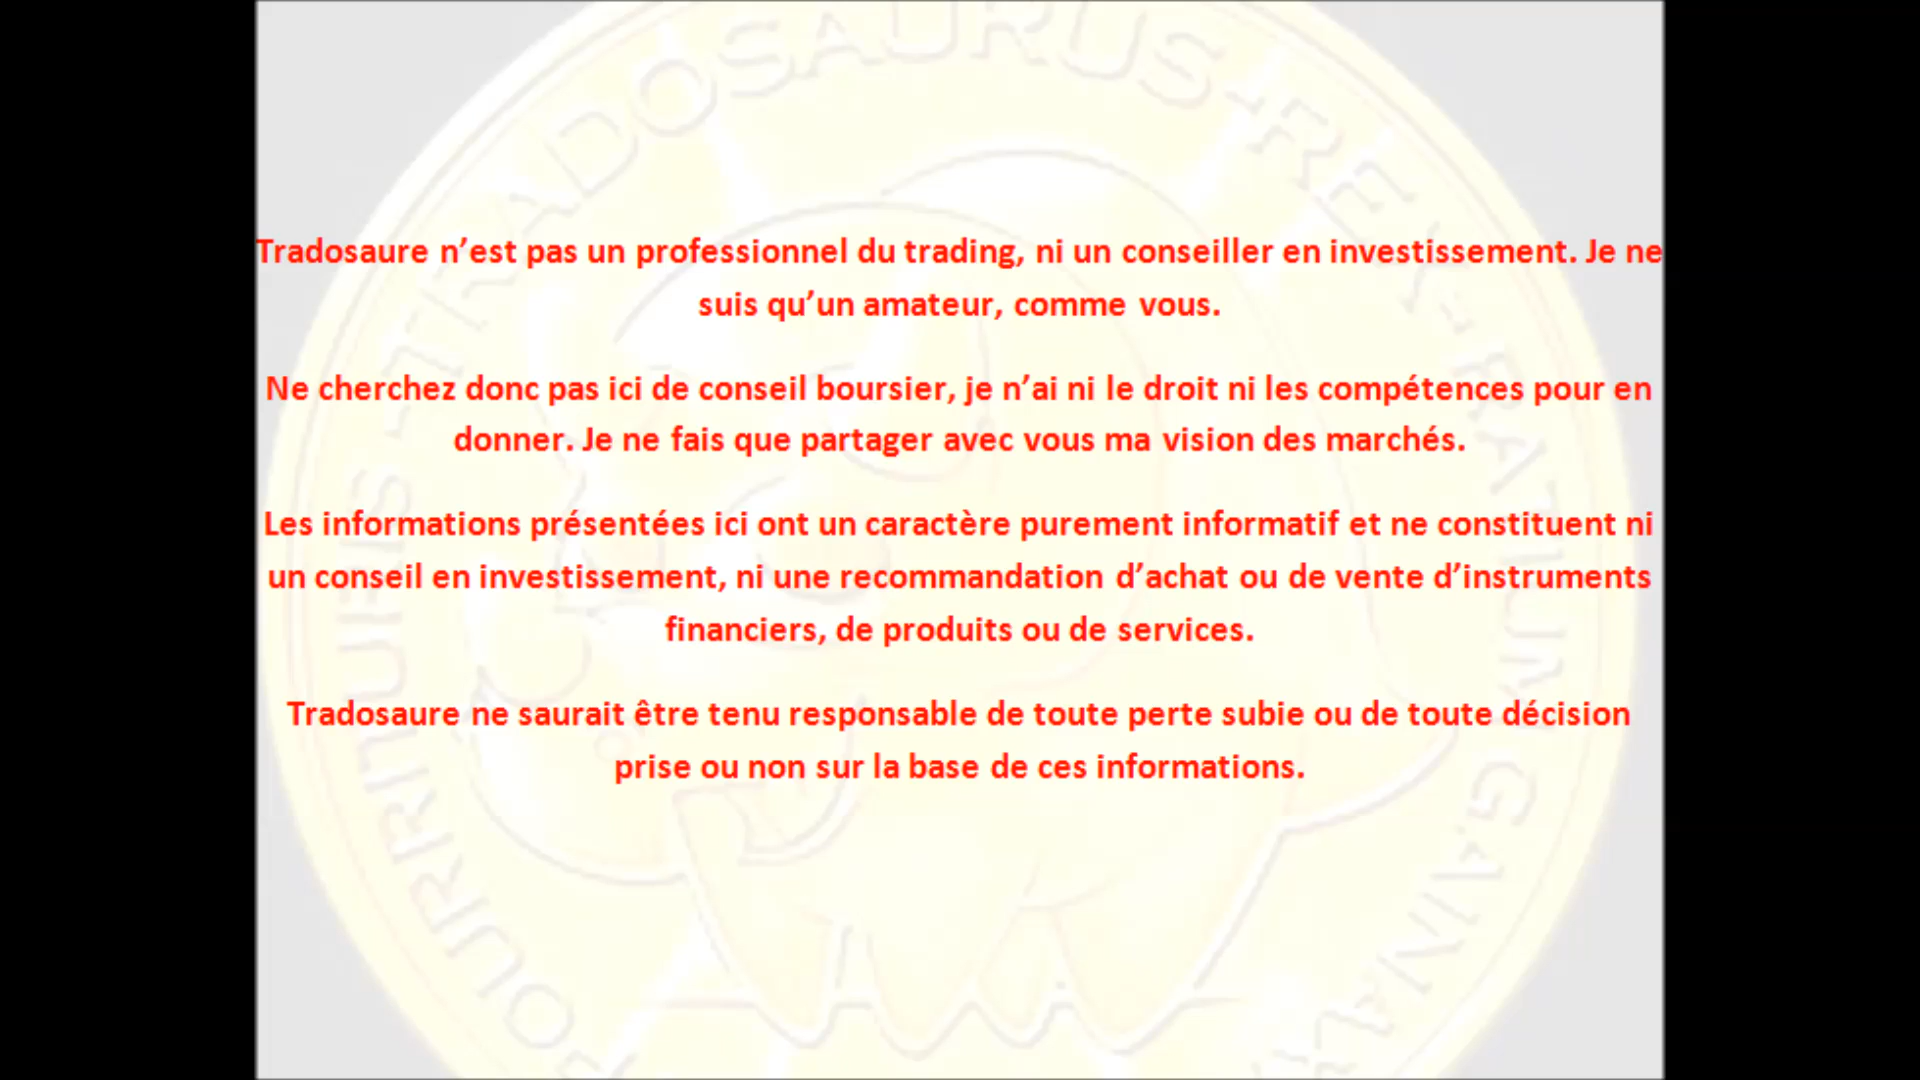 TRADOSAURUS-REX-RATIUM GAINA
POURRITURIS
Tradosaure n’est pas un professionnel du trading, ni un conseiller en investissement. Je ne
suis qu’un amateur, comme vous.
Ne cherchez donc pas ici de conseil boursier, je n’ai ni le droit ni les compétences pour en
donner. Je ne fais que partager avec vous ma vision des marchés.
Les informations présentées ici ont un caractère purement informatif et ne constituent ni
un conseil en investissement, ni une recommandation d’achat ou de vente d’instruments
financiers, de produits ou de services.
Tradosaure ne saurait être tenu responsable de toute perte subie ou de toute décision
prise ou non sur la base de ces informations.